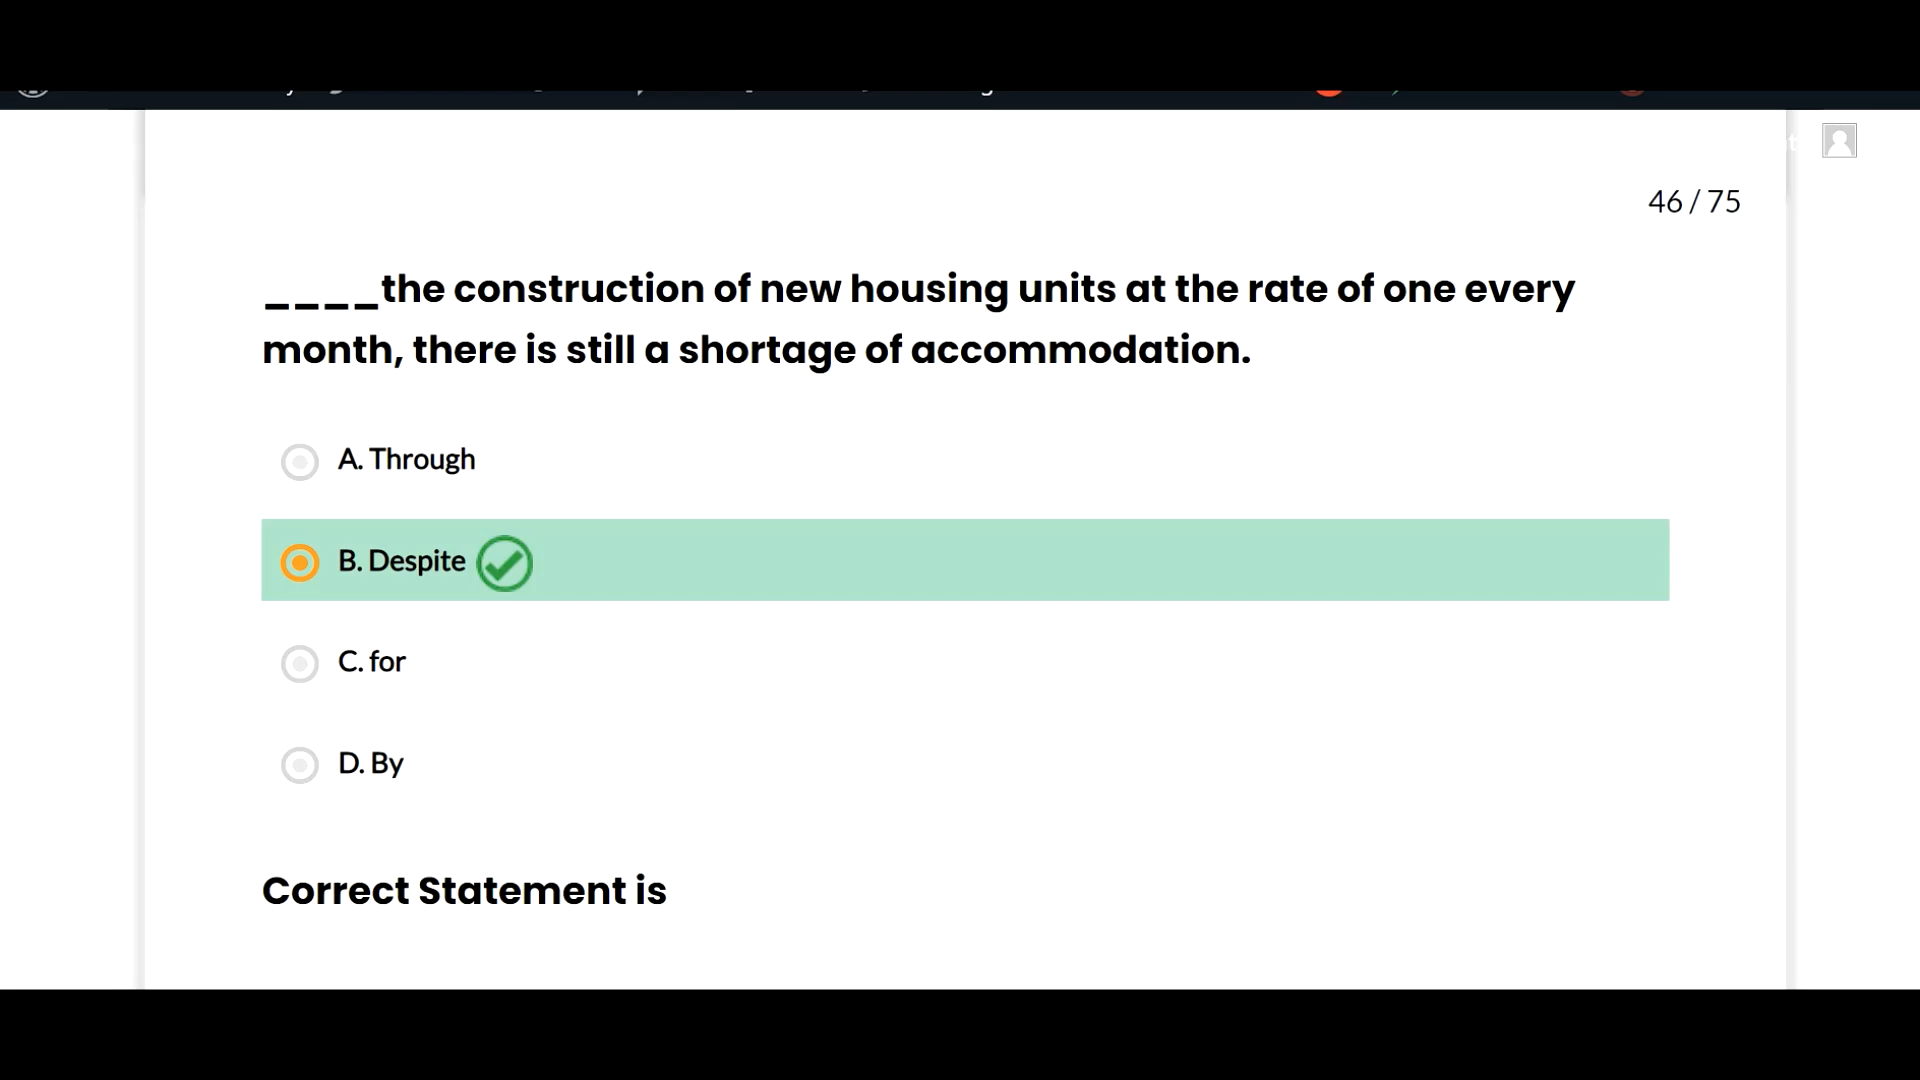 46 / 75
____the construction of new housing units at the rate of one every
month, there is still a shortage of accommodation.
A. Through
B. Despite
C. for
D. By
Correct Statement is